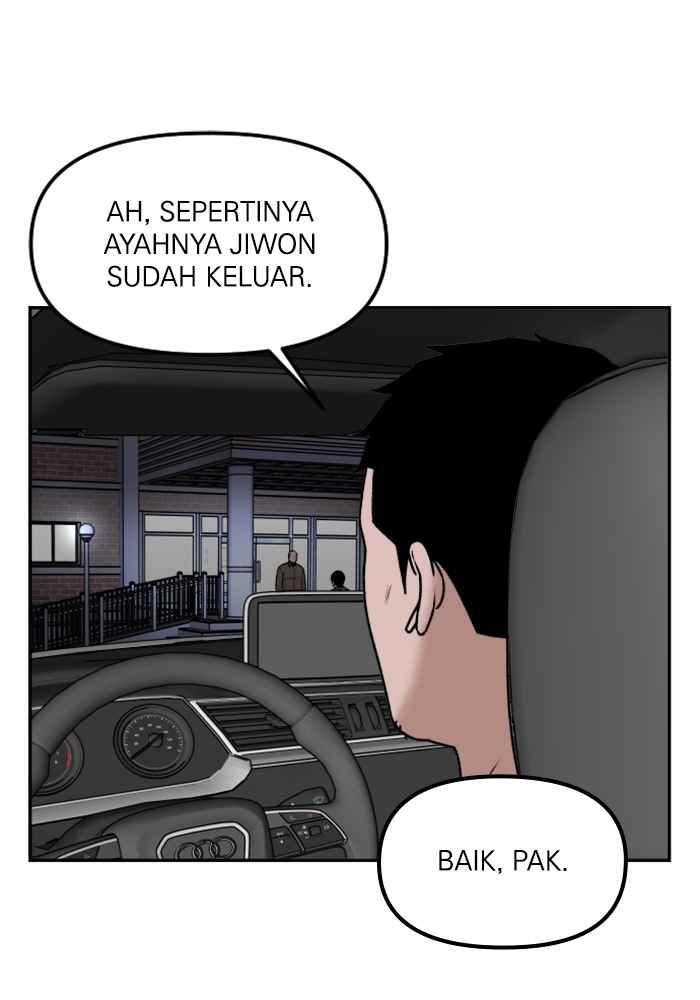 AH, SEPERTINYA
AYAHNYA JIWON
SUDAH KELUAR.
BAIK, PAK.